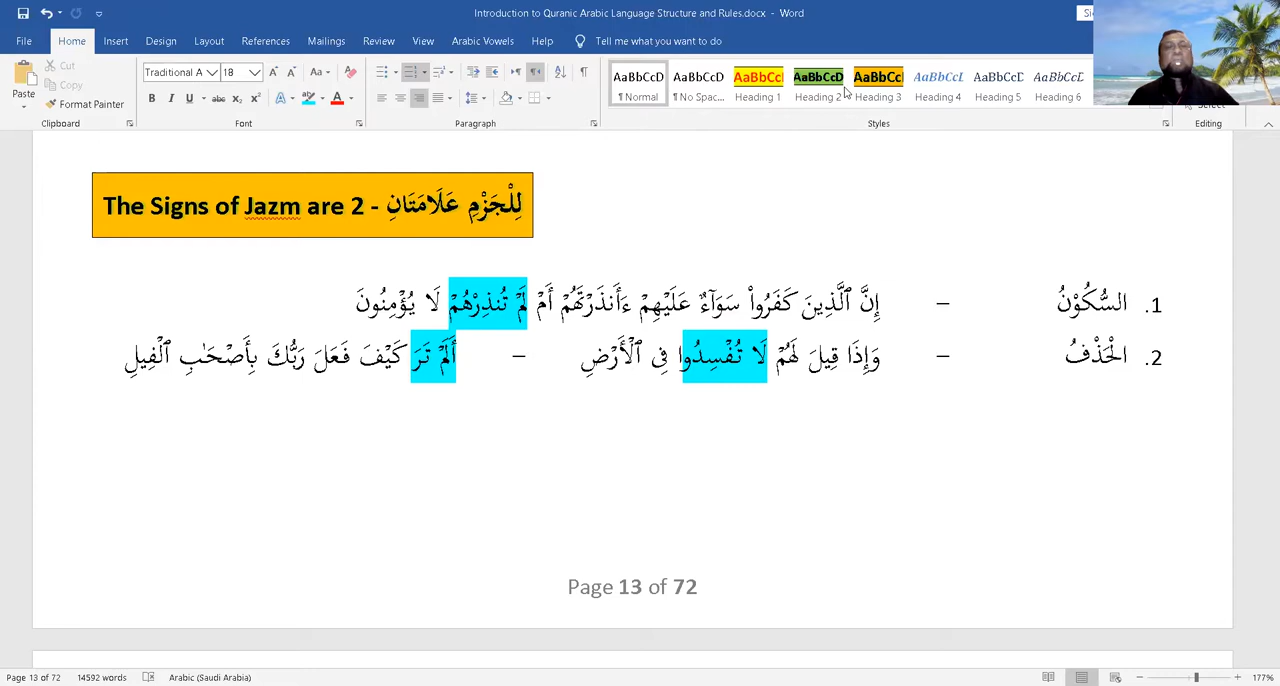 Introduction to Quranic Arabic Language Structure and Rules.docx - Word
File Home Insert Design Layout References Mailings Review View Arabic Vowels Help Tell me what you want to do
Paste
Cut
Copy
Format Painter
Clipboard
Traditional A 18
Font
Paragraph
AaBbCcD AaBbCcD AaBbCcI AaBbCcD AaBbCcI AaBbCcL AaBbCcD AaBbCcD
¶ Normal ¶ No Spac... Heading 1 Heading 2 Heading 3 Heading 4 Heading 5 Heading 6
Styles
Editing
The Signs of Jazm are 2 - لِلْجَزْمِ عَلَامَتَانِ
1. السُّكُوْنُ – إِنَّ ٱلَّذِينَ كَفَرُوا۟ سَوَآءٌ عَلَيْهِمْ ءَأَنذَرْتَهُمْ أَمْ لَمْ تُنذِرْهُمْ لَا يُؤْمِنُونَ
2. الْحَذْفُ – وَإِذَا قِيلَ لَهُمْ لَا تُفْسِدُوا فِى ٱلْأَرْضِ – أَلَمْ تَرَ كَيْفَ فَعَلَ رَبُّكَ بِأَصْحَٰبِ ٱلْفِيلِ
Page 13 of 72
Page 13 of 72 14592 words Arabic (Saudi Arabia) 177%